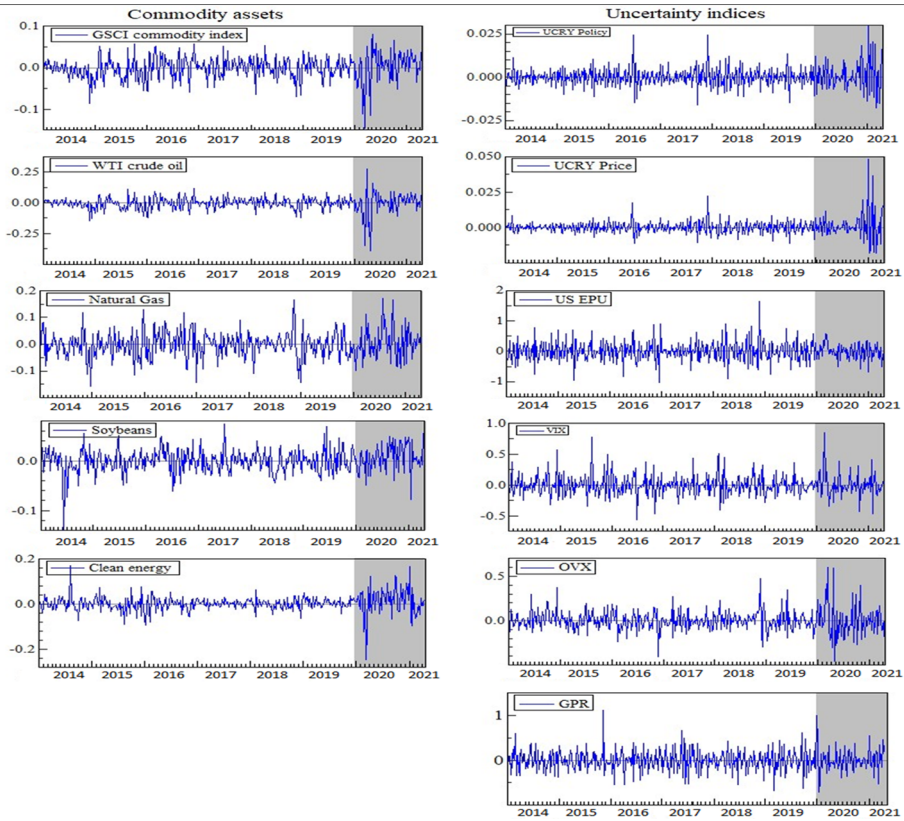 Commodity assets
GSCI commodity index
0.1
0.0
-0.1
2014 2015 2016 2017 2018 2019 2020 2021
WTI crude oil
0.25
0.00
-0.25
2014 2015 2016 2017 2018 2019 2020 2021
Natural Gas
0.2
0.1
0.0
-0.1
2014 2015 2016 2017 2018 2019 2020 2021
Soybeans
0.0
-0.1
2014 2015 2016 2017 2018 2019 2020 2021
Clean energy
0.2
0.0
-0.2
2014 2015 2016 2017 2018 2019 2020 2021
Uncertainty indices
UCRY Policy
0.025
0.000
-0.025
2014 2015 2016 2017 2018 2019 2020 2021
UCRY Price
0.050
0.025
0.000
2014 2015 2016 2017 2018 2019 2020 2021
US EPU
2
1
0
-1
2014 2015 2016 2017 2018 2019 2020 2021
VIX
1.0
0.5
0.0
-0.5
2014 2015 2016 2017 2018 2019 2020 2021
OVX
0.5
0.0
2014 2015 2016 2017 2018 2019 2020 2021
GPR
1
0
2014 2015 2016 2017 2018 2019 2020 2021